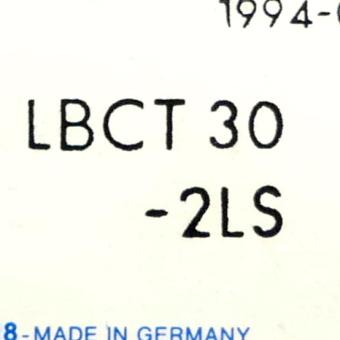 1994-
LBCT 30
-2LS
8-MADE IN GERMANY